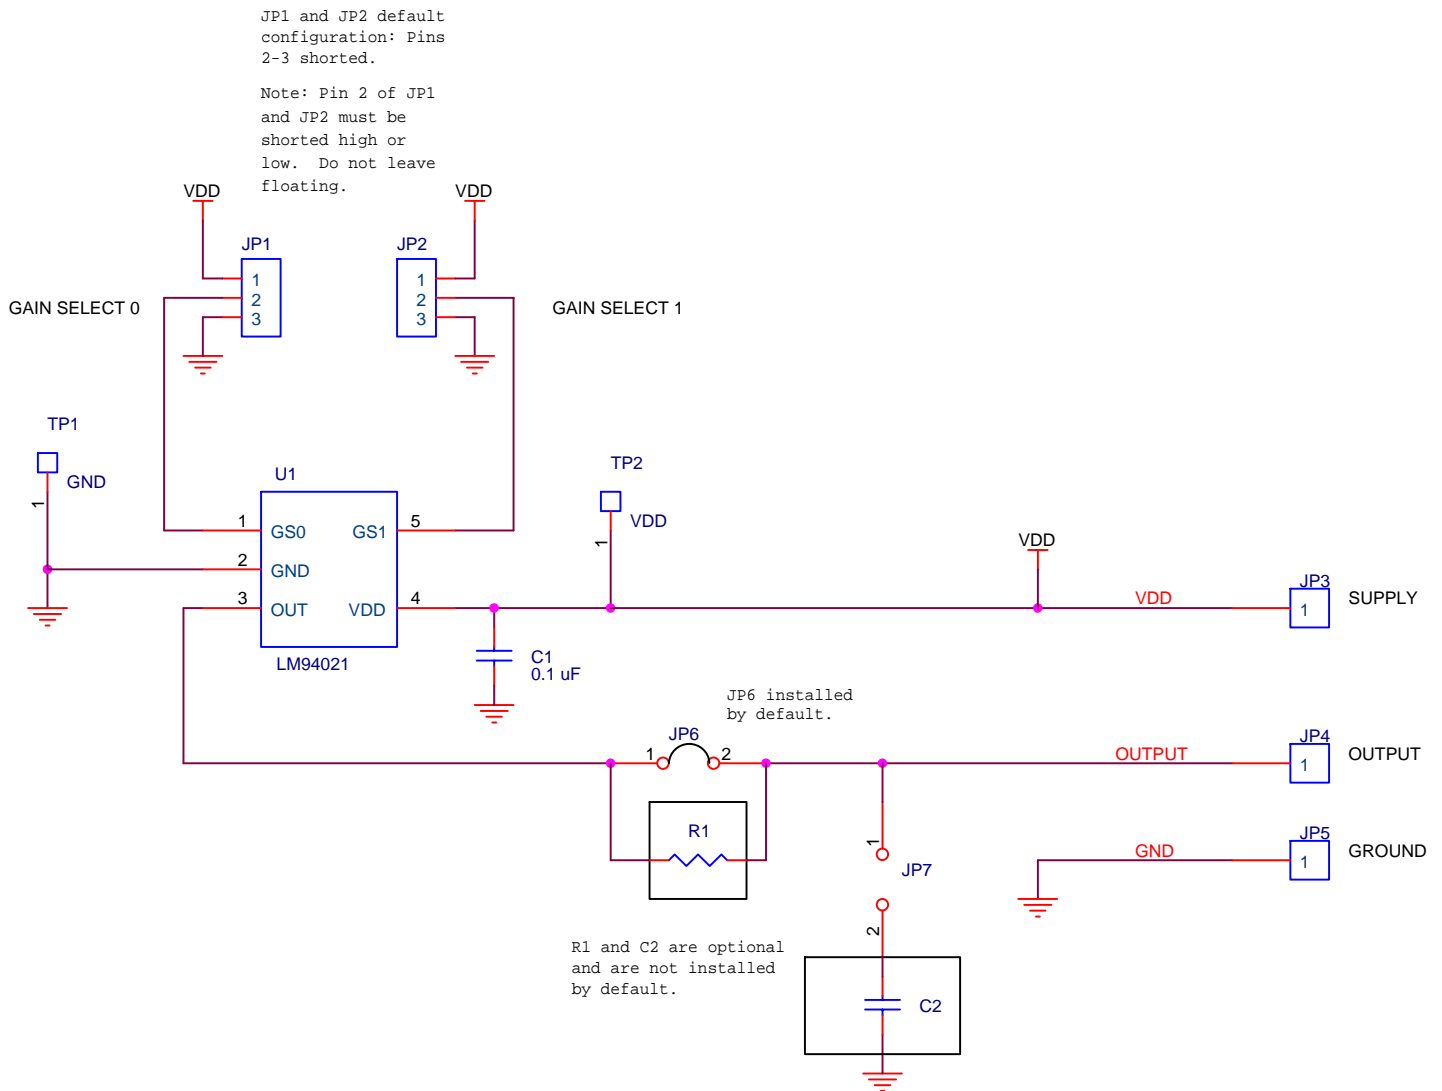 JP1 and JP2 default
configuration: Pins
2-3 shorted.
Note: Pin 2 of JP1
and JP2 must be
shorted high or
low.  Do not leave
floating.
VDD
VDD
JP1
JP2
1
2
3
1
2
3
GAIN SELECT 0
GAIN SELECT 1
TP1
GND
1
U1
TP2
VDD
1
1
GS0
GS1
5
2
GND
3
OUT
VDD
4
LM94021
VDD
VDD
JP3
1
SUPPLY
C1
0.1 uF
JP6 installed
by default.
JP6
1
2
OUTPUT
JP4
1
OUTPUT
R1
1
JP7
2
GND
JP5
1
GROUND
R1 and C2 are optional
and are not installed
by default.
C2